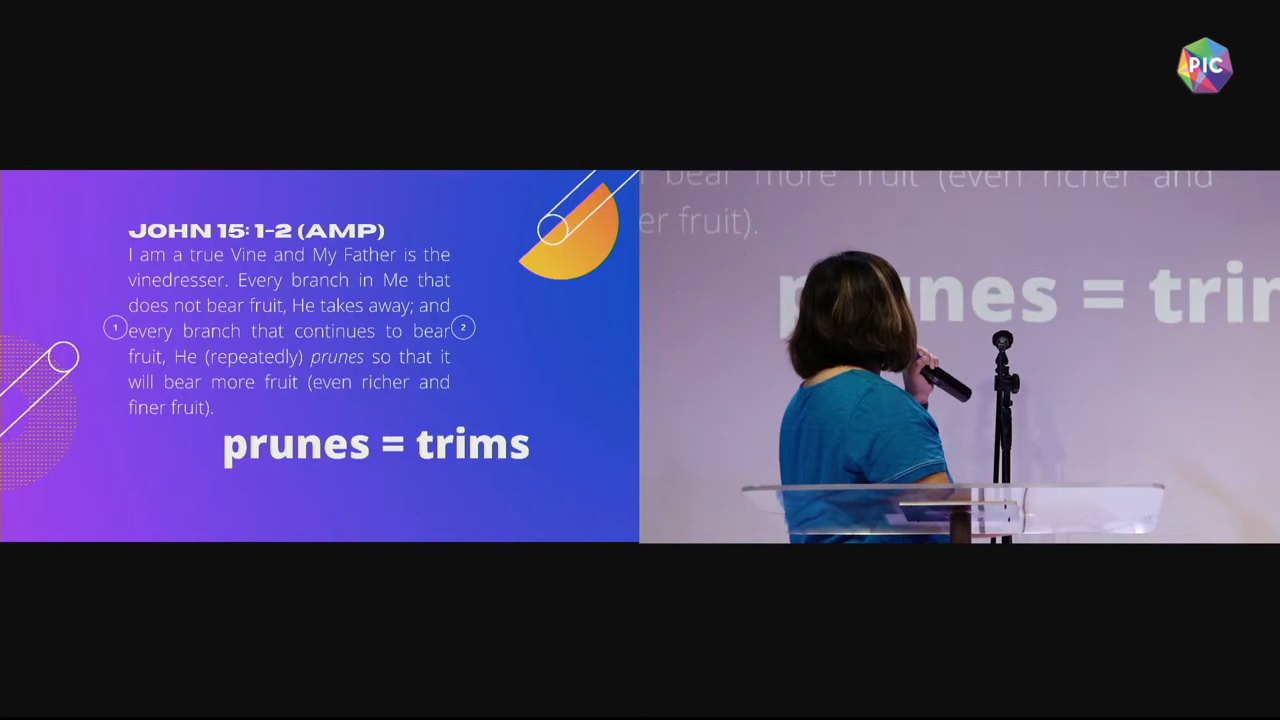 PIC
JOHN 15: 1-2 (AMP)
I am a true Vine and My Father is the
vinedresser. Every branch in Me that
does not bear fruit, He takes away; and
1
every branch that continues to bear
2
fruit, He (repeatedly) prunes so that it
will bear more fruit (even richer and
finer fruit).
prunes = trims
bear more fruit (even richer and
er fruit).
nes = trin